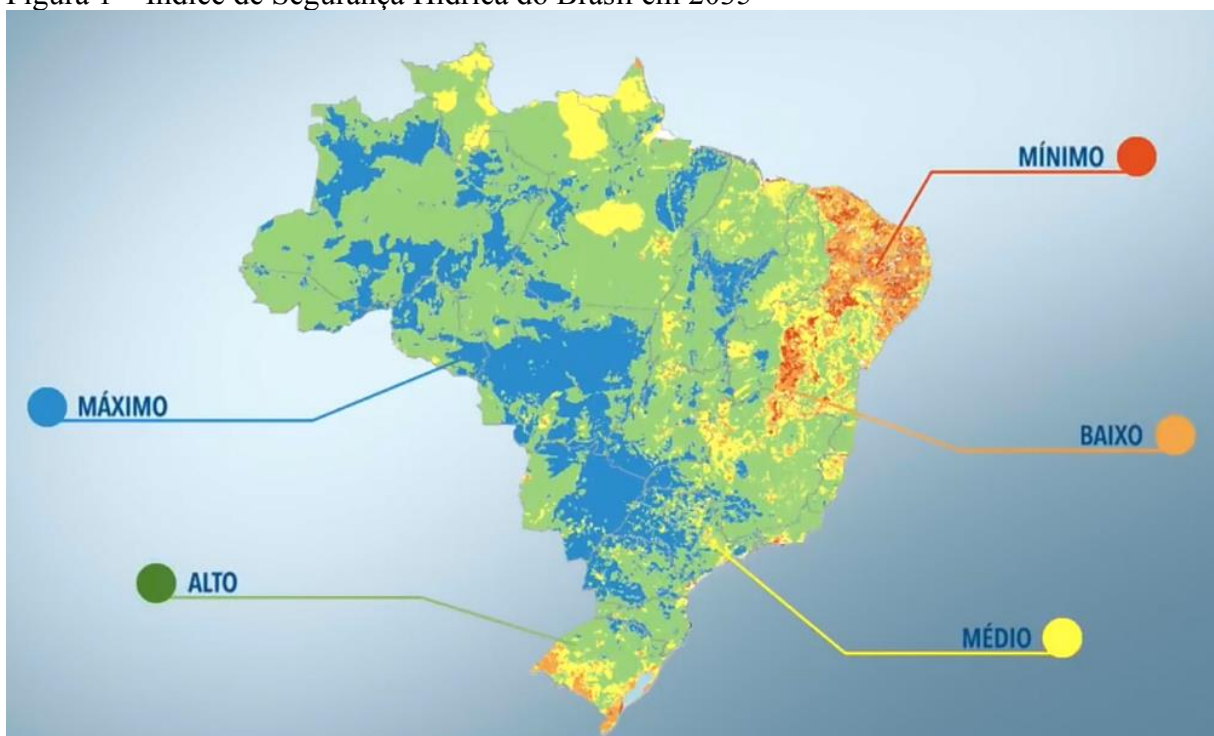 Figura 1 – Índice de Segurança Hídrica do Brasil em 2035
MÍNIMO
MÁXIMO
BAIXO
ALTO
MÉDIO